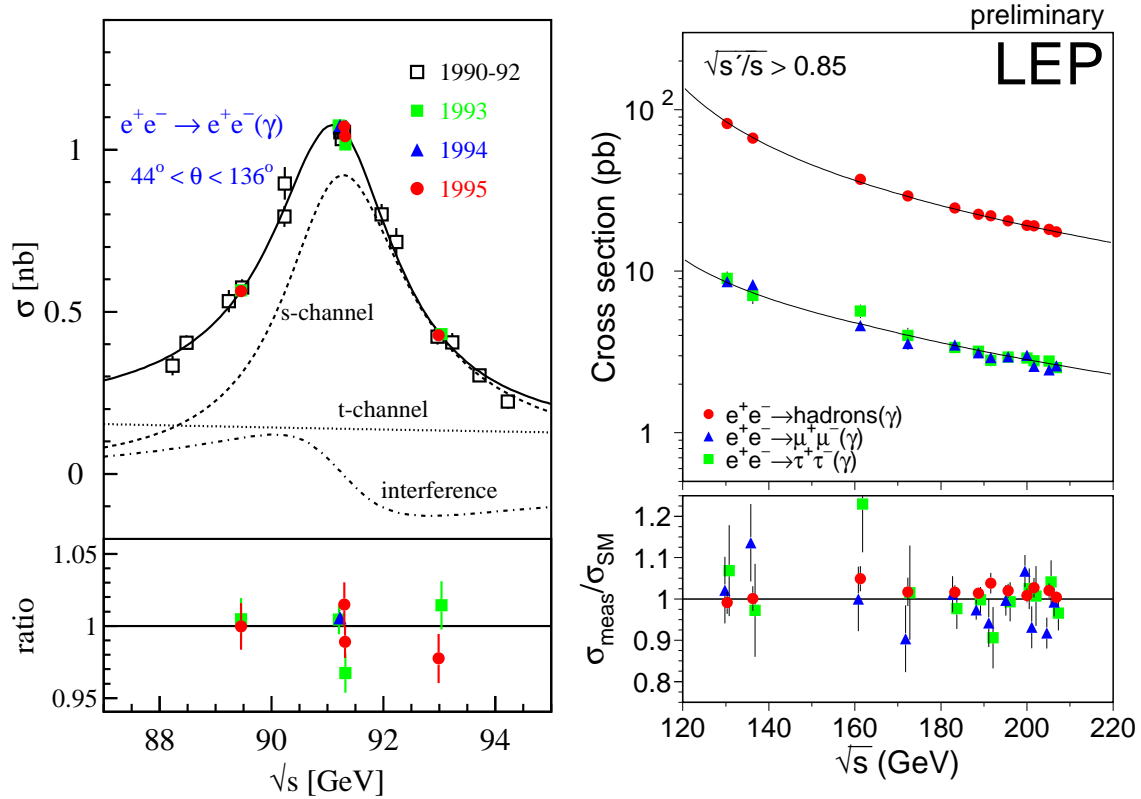 1990-92
1993
1994
1995
e⁺e⁻ → e⁺e⁻(γ)
44° < θ < 136°
σ [nb]
1
0.5
0
s-channel
t-channel
interference
ratio
1.05
1
0.95
88 90 92 94
√s [GeV]
preliminary
LEP
√s´/s > 0.85
Cross section (pb)
10²
10
1
e⁺e⁻→hadrons(γ)
e⁺e⁻→μ⁺μ⁻(γ)
e⁺e⁻→τ⁺τ⁻(γ)
σmeas/σSM
1.2
1.1
1
0.9
0.8
120 140 160 180 200 220
√s (GeV)